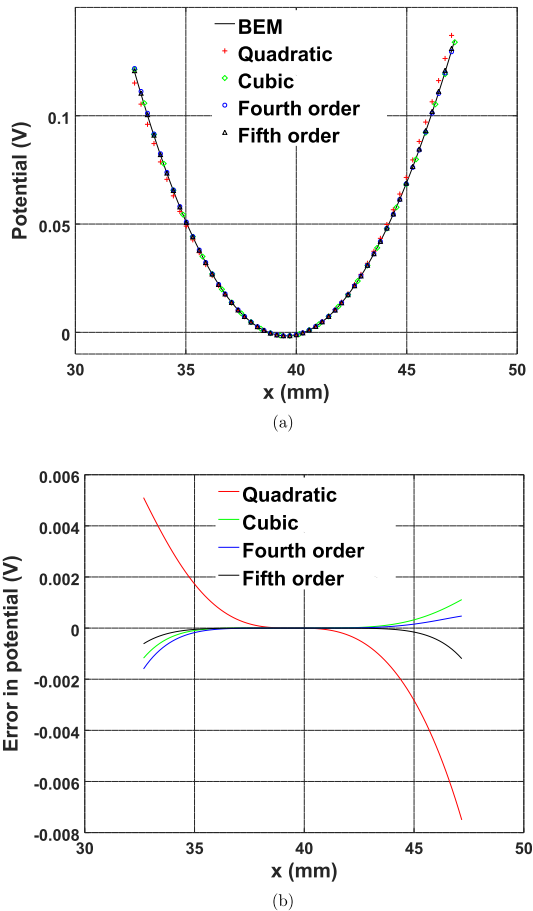 BEM
Quadratic
Cubic
Fourth order
Fifth order
0.1
0.05
0
Potential (V)
30 35 40 45 50
x (mm)
(a)
0.006
0.004
0.002
0
-0.002
-0.004
-0.006
-0.008
Error in potential (V)
Quadratic
Cubic
Fourth order
Fifth order
30 35 40 45 50
x (mm)
(b)